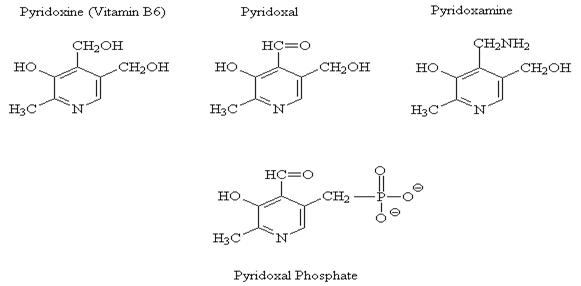 Pyridoxine (Vitamin B6) Pyridoxal Pyridoxamine
CH₂OH HC=O CH₂NH₂
HO CH₂OH HO CH₂OH HO CH₂OH
H₃C N H₃C N H₃C N
HC=O O
HO CH₂ P O ⊖
O ⊖
H₃C N
Pyridoxal Phosphate